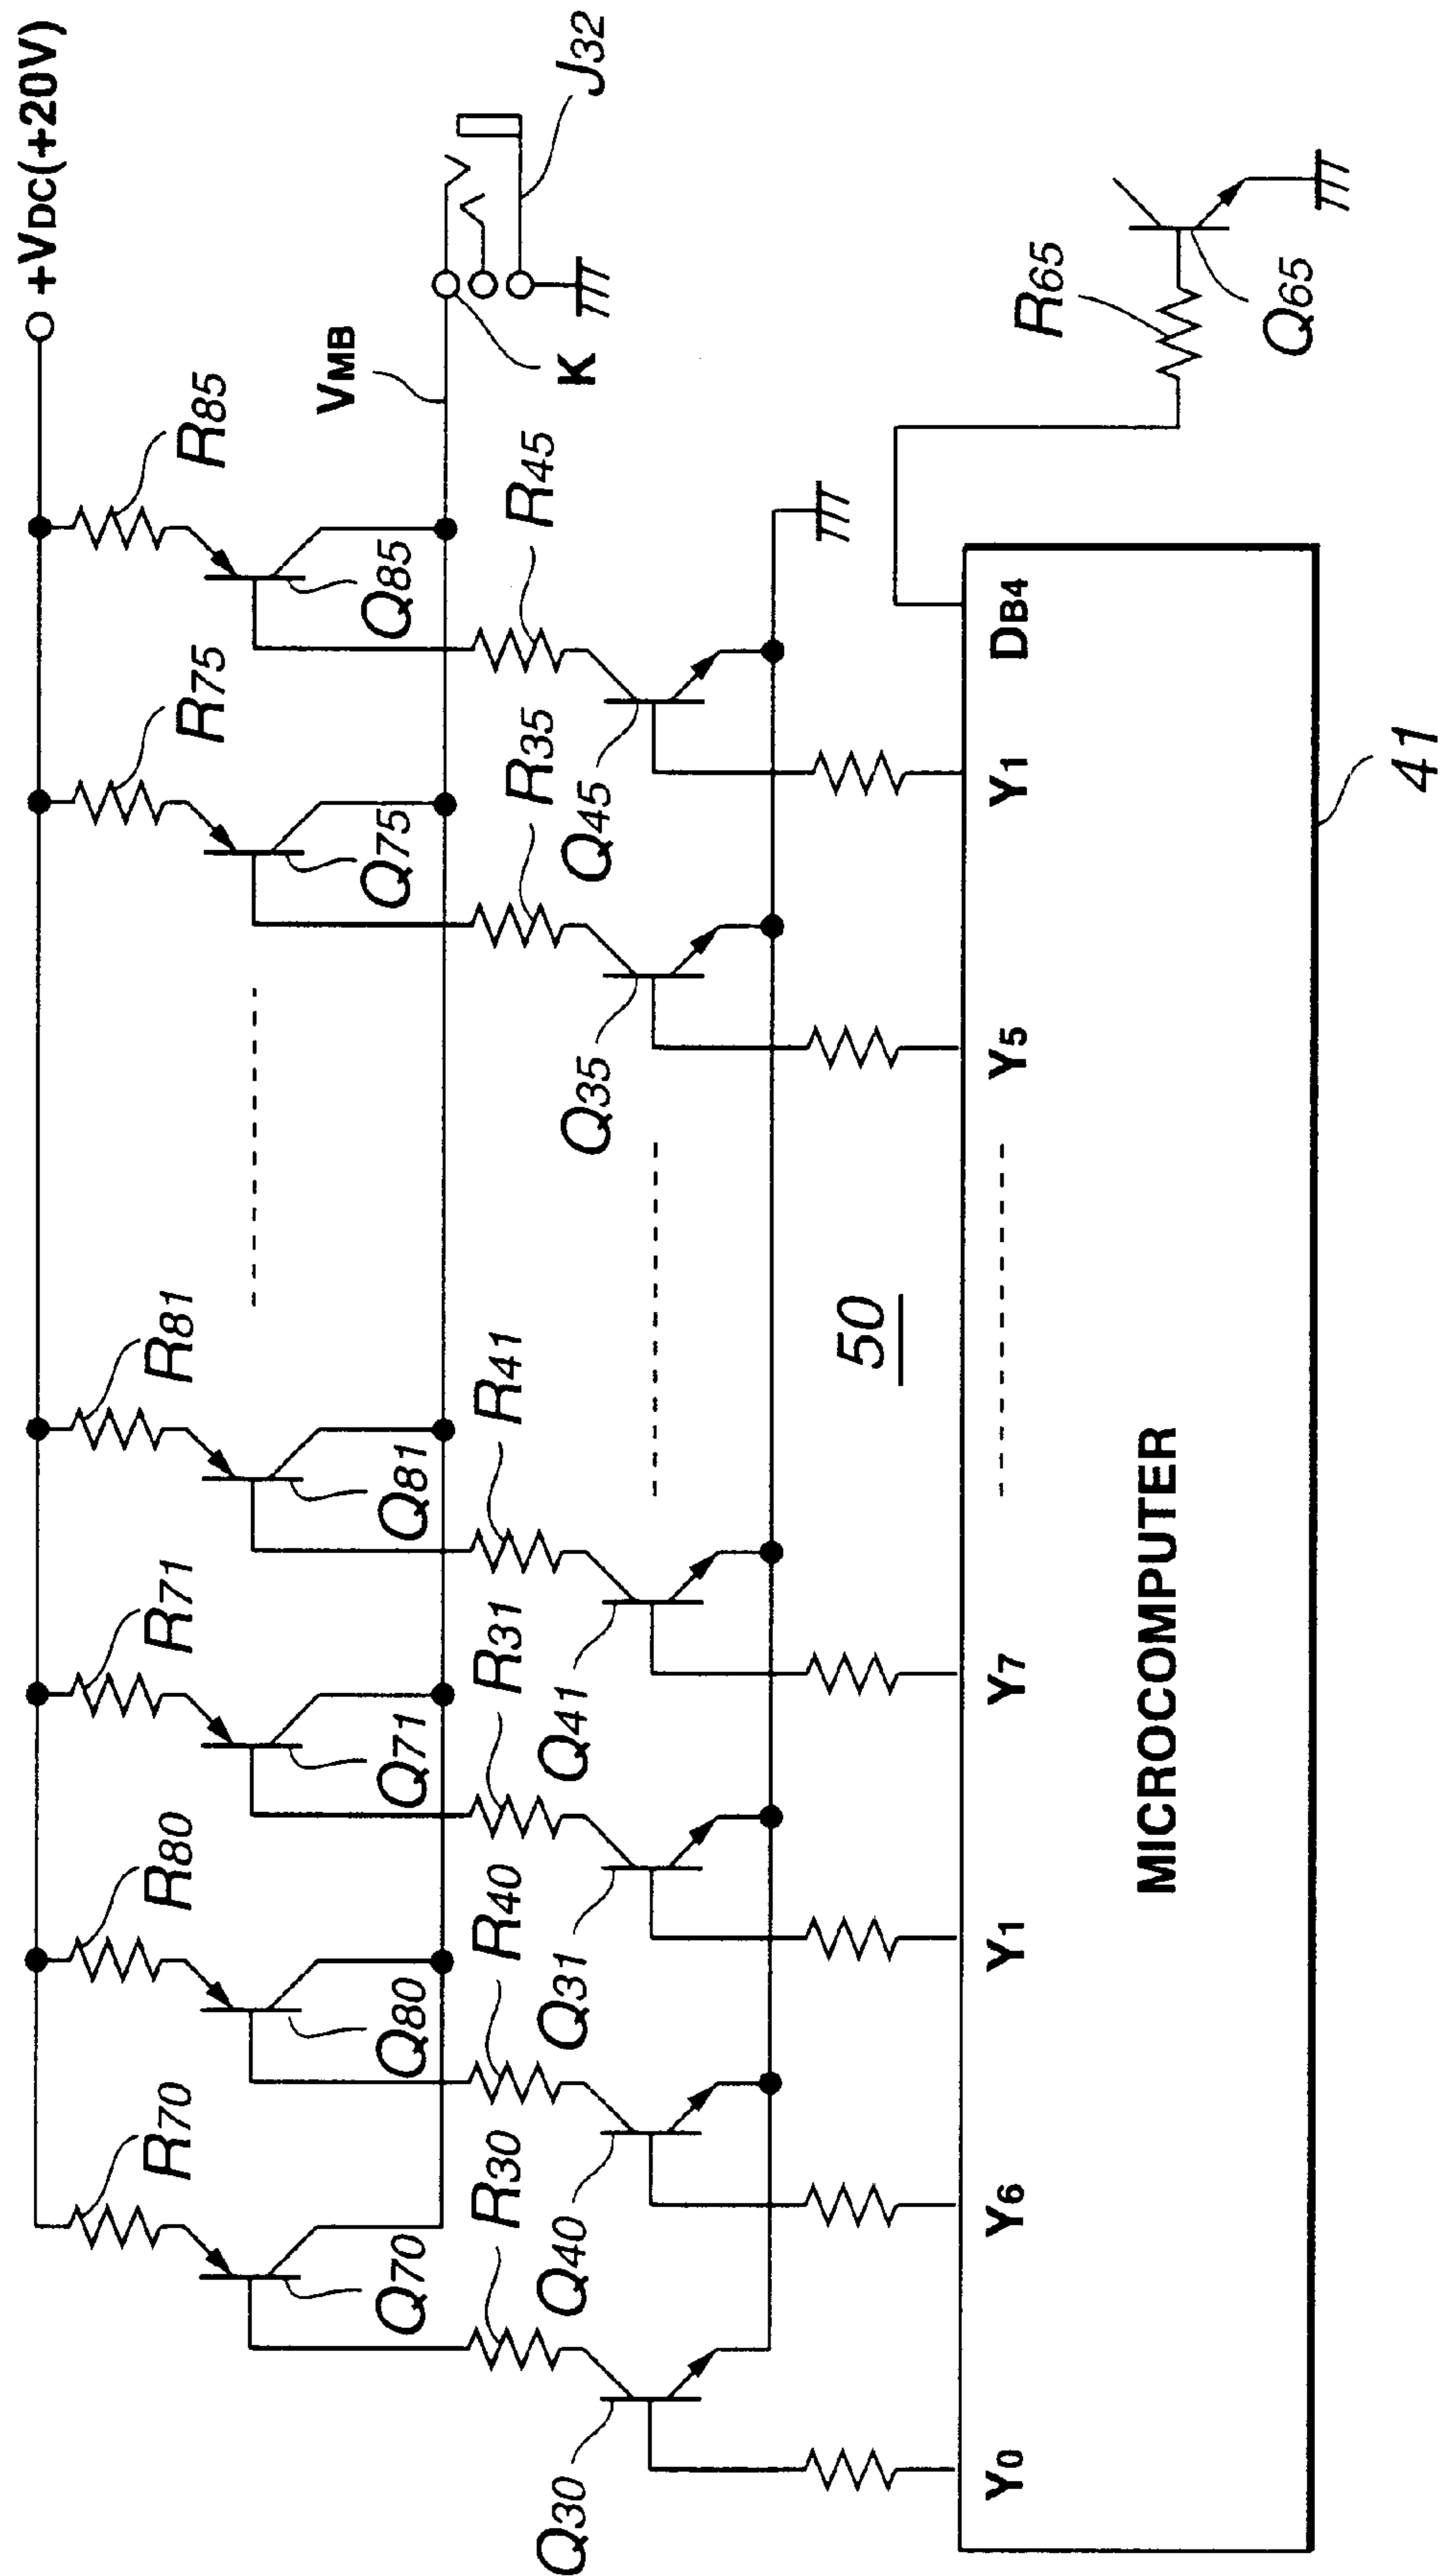 +VDC(+20V)
R70
R80
R71
R81
R75
R85
VMB
K
J32
Q70
Q80
Q71
Q81
Q75
Q85
R30
R40
R31
R41
R35
R45
Q30
Q40
Q31
Q41
Q35
Q45
50
R65
Q65
Y0
Y6
Y1
Y7
Y5
Y1
DB4
MICROCOMPUTER
41